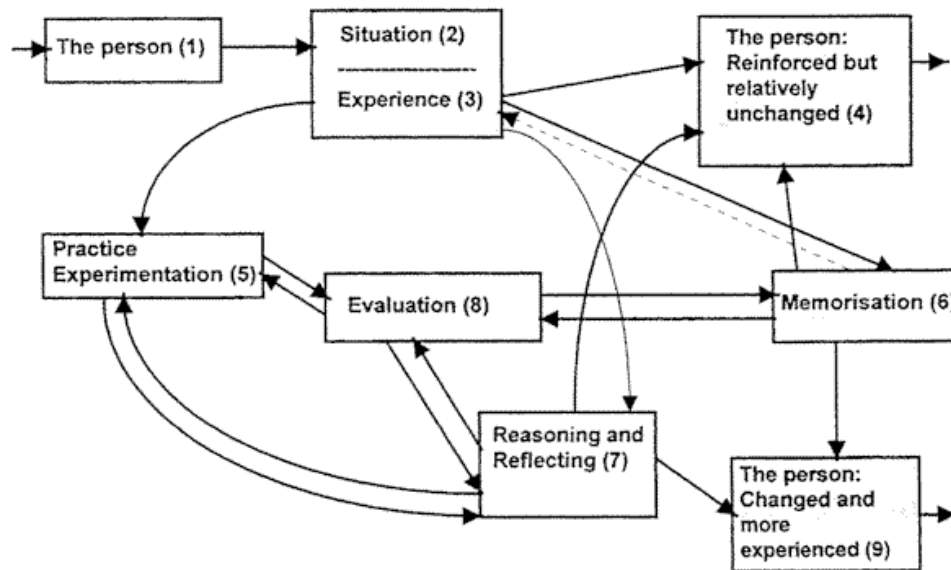 The person (1)
Situation (2)
Experience (3)
The person:
Reinforced but
relatively
unchanged (4)
Practice
Experimentation (5)
Evaluation (8)
Memorisation (6)
Reasoning and
Reflecting (7)
The person:
Changed and
more
experienced (9)